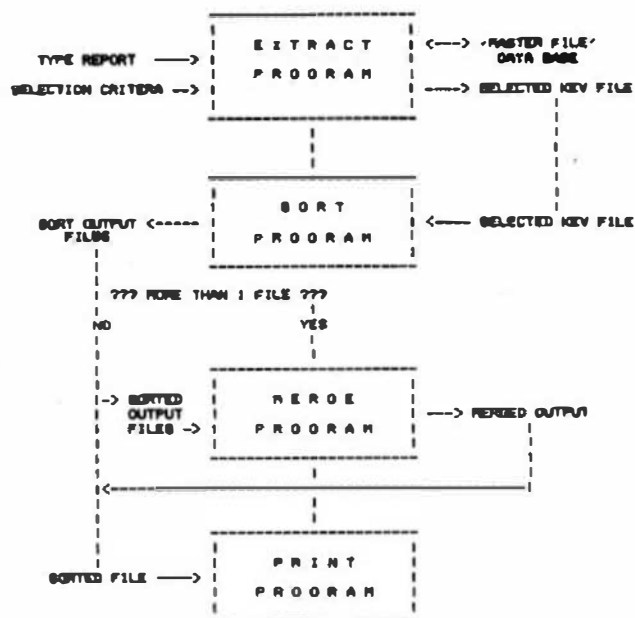 EXTRACT
PROGRAM
TYPE REPORT --->
SELECTION CRITERA -->
<---> /MASTER FILE/
DATA BASE
----> SELECTED KEY FILE
SORT
PROGRAM
SORT OUTPUT <-----
FILES
<---- SELECTED KEY FILE
??? MORE THAN 1 FILE ???
NO
YES
-> SORTED
OUTPUT
FILES ->
MERGE
PROGRAM
----> MERGED OUTPUT
SORTED FILE ---->
PRINT
PROGRAM